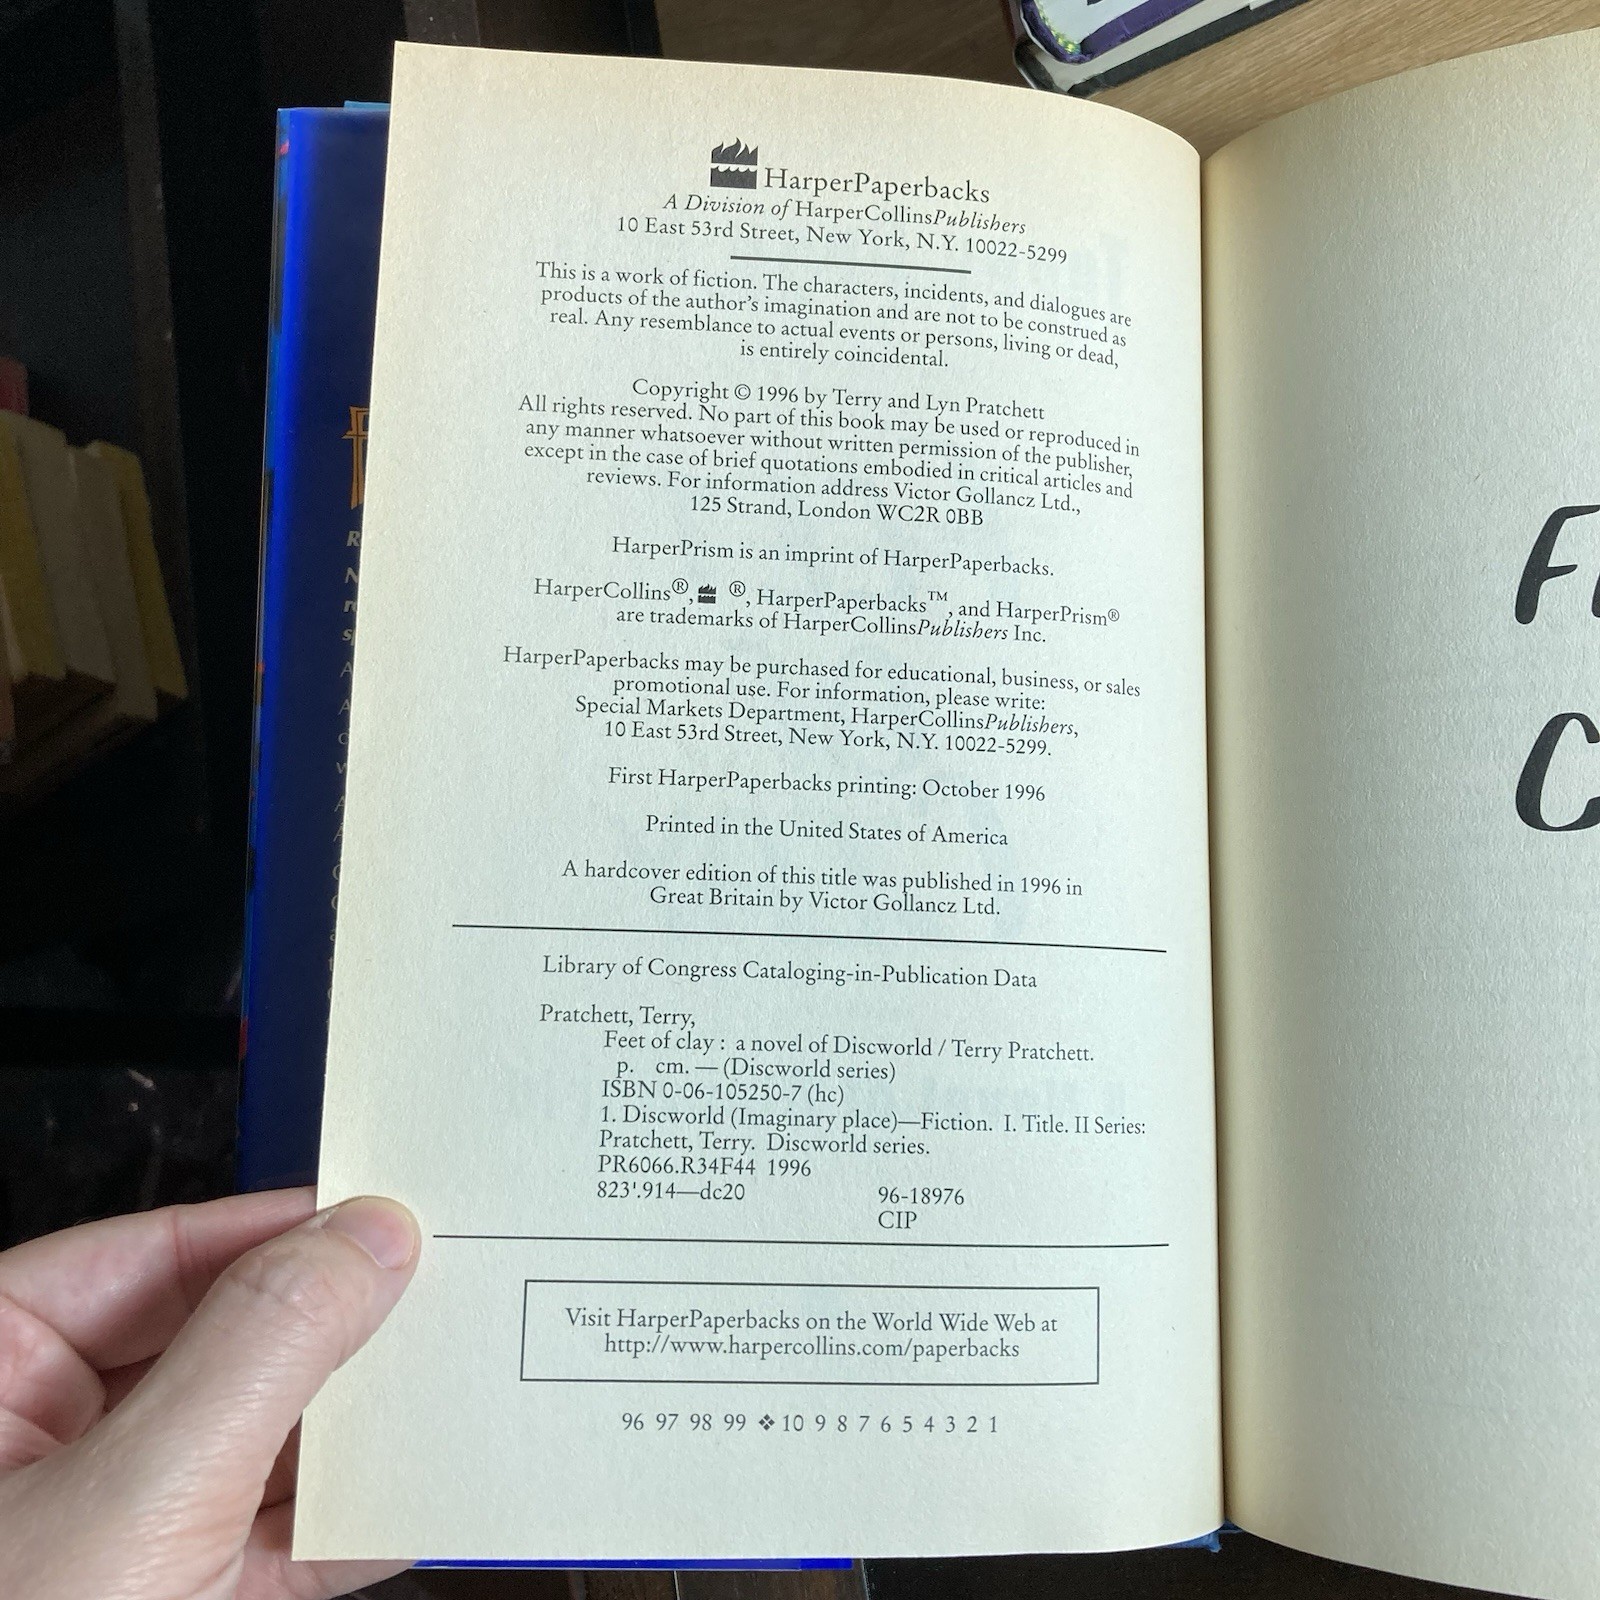 HarperPaperbacks
A Division of HarperCollinsPublishers
10 East 53rd Street, New York, N.Y. 10022-5299
This is a work of fiction. The characters, incidents, and dialogues are
products of the author's imagination and are not to be construed as
real. Any resemblance to actual events or persons, living or dead,
is entirely coincidental.
Copyright © 1996 by Terry and Lyn Pratchett
All rights reserved. No part of this book may be used or reproduced in
any manner whatsoever without written permission of the publisher,
except in the case of brief quotations embodied in critical articles and
reviews. For information address Victor Gollancz Ltd.,
125 Strand, London WC2R 0BB
HarperPrism is an imprint of HarperPaperbacks.
HarperCollins®, ®, HarperPaperbacks™, and HarperPrism®
are trademarks of HarperCollinsPublishers Inc.
HarperPaperbacks may be purchased for educational, business, or sales
promotional use. For information, please write:
Special Markets Department, HarperCollinsPublishers,
10 East 53rd Street, New York, N.Y. 10022-5299.
First HarperPaperbacks printing: October 1996
Printed in the United States of America
A hardcover edition of this title was published in 1996 in
Great Britain by Victor Gollancz Ltd.
Library of Congress Cataloging-in-Publication Data
Pratchett, Terry,
Feet of clay : a novel of Discworld / Terry Pratchett.
p. cm. — (Discworld series)
ISBN 0-06-105250-7 (hc)
1. Discworld (Imaginary place)—Fiction. I. Title. II Series:
Pratchett, Terry. Discworld series.
PR6066.R34F44 1996
823'.914—dc20 96-18976
CIP
Visit HarperPaperbacks on the World Wide Web at
http://www.harpercollins.com/paperbacks
96 97 98 99 ❖ 10 9 8 7 6 5 4 3 2 1